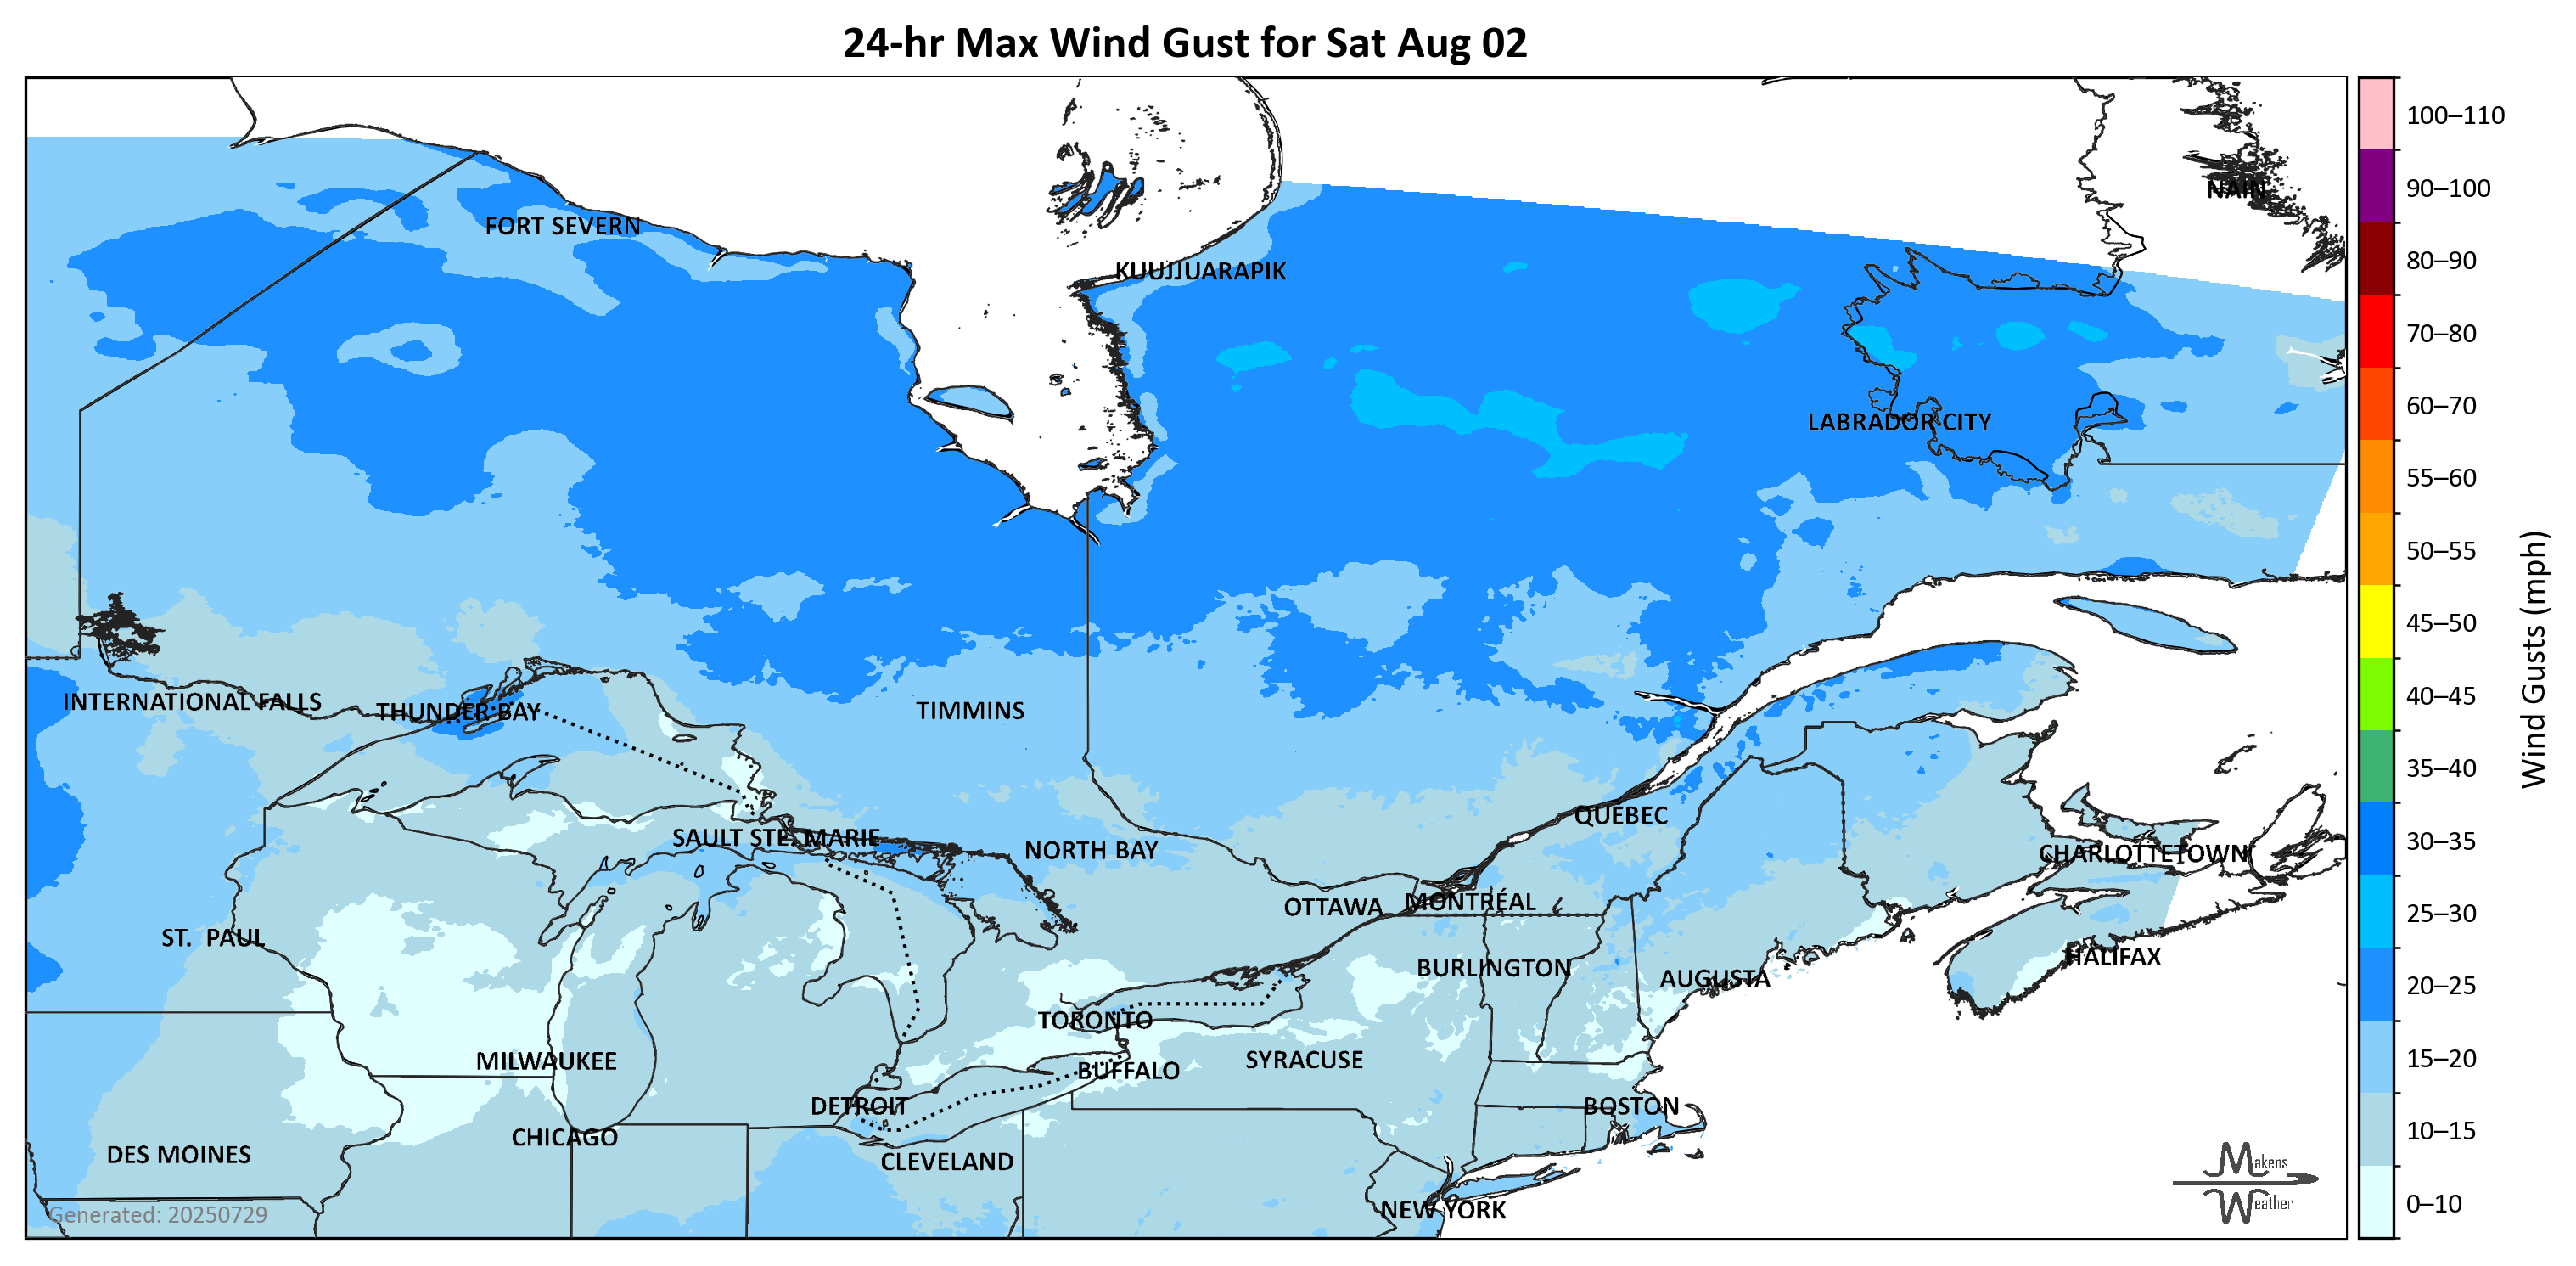 24-hr Max Wind Gust for Sat Aug 02
100–110
90–100
NAIN
FORT SEVERN
80–90
KUUJJUARAPIK
70–80
60–70
LABRADOR CITY
55–60
50–55
45–50
Wind Gusts (mph)
40–45
INTERNATIONAL FALLS
THUNDER BAY
TIMMINS
35–40
QUÉBEC
SAULT STE. MARIE
30–35
NORTH BAY
CHARLOTTETOWN
MONTRÉAL
OTTAWA
25–30
ST. PAUL
HALIFAX
BURLINGTON
AUGUSTA
20–25
TORONTO
MILWAUKEE
SYRACUSE
15–20
BUFFALO
DETROIT
BOSTON
CHICAGO
10–15
DES MOINES
CLEVELAND
Makens
Weather
0–10
NEW YORK
Generated: 20250729